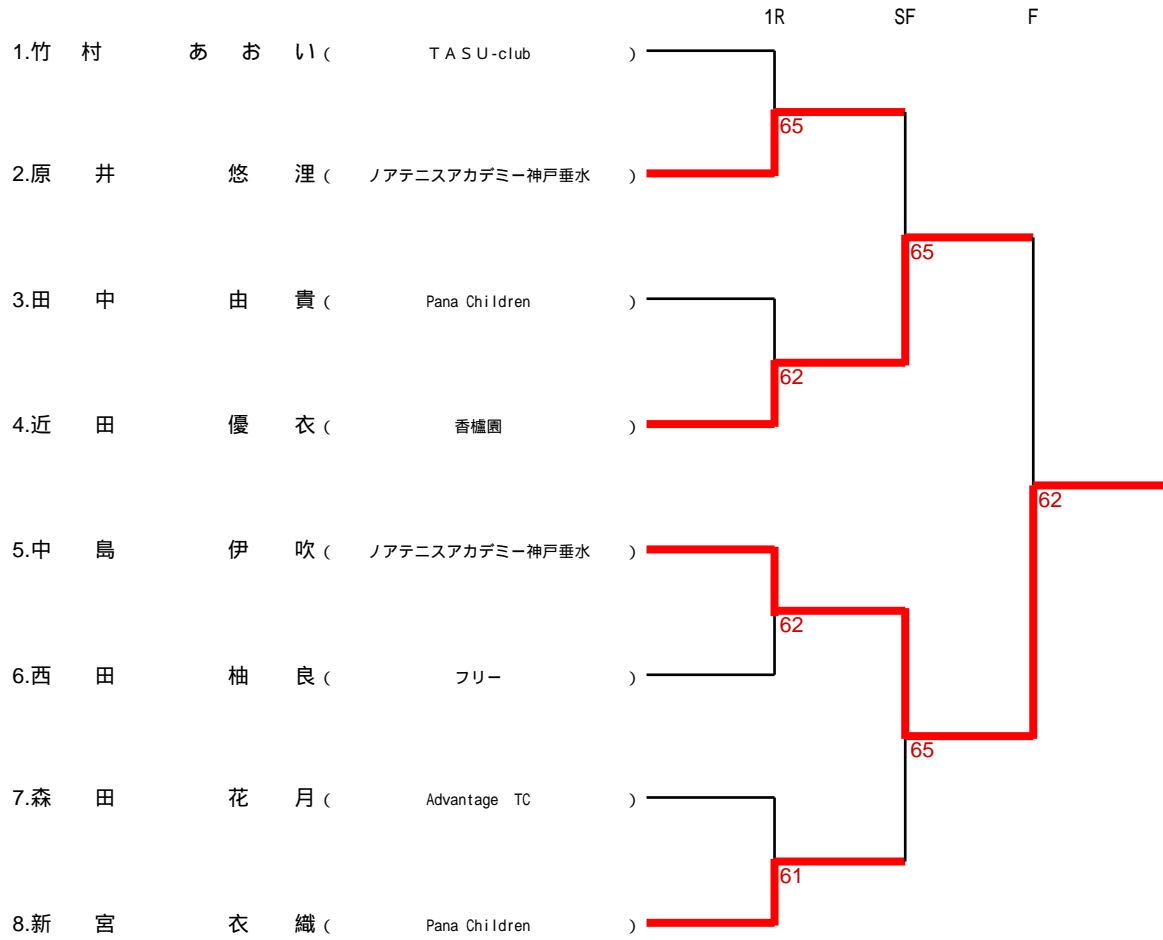 1R SF F
1.竹 村 あ お い ( ＴＡＳＵ-club )
65
2.原 井 悠 浬 ( ノアテニスアカデミー神戸垂水 )
65
3.田 中 由 貴 ( Pana Children )
62
4.近 田 優 衣 ( 香櫨園 )
62
5.中 島 伊 吹 ( ノアテニスアカデミー神戸垂水 )
62
6.西 田 柚 良 ( フリー )
65
7.森 田 花 月 ( Advantage TC )
61
8.新 宮 衣 織 ( Pana Children )